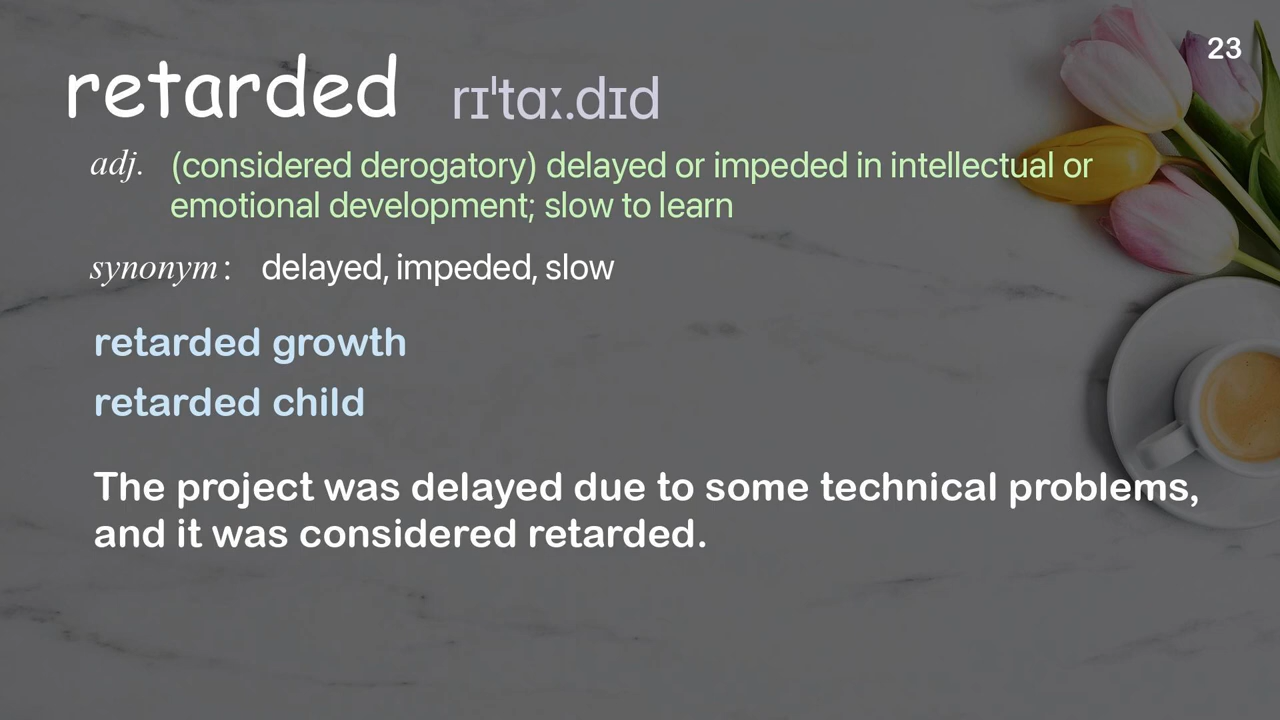 23
retarded rɪˈtɑː.dɪd
adj. (considered derogatory) delayed or impeded in intellectual or
emotional development; slow to learn
synonym: delayed, impeded, slow
retarded growth
retarded child
The project was delayed due to some technical problems,
and it was considered retarded.